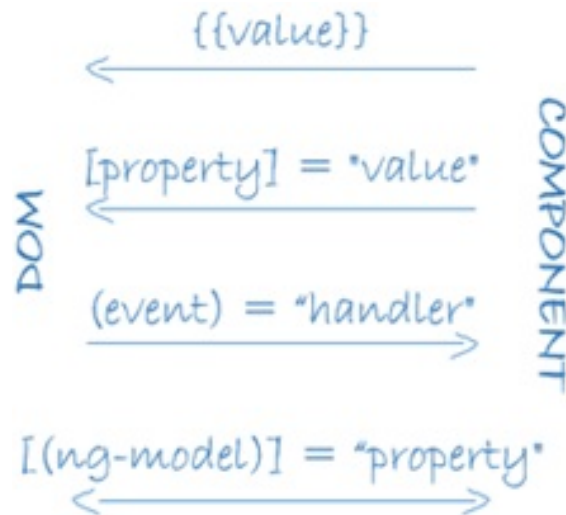 {{value}}
[property] = "value"
DOM
COMPONENT
(event) = "handler"
[(ng-model)] = "property"